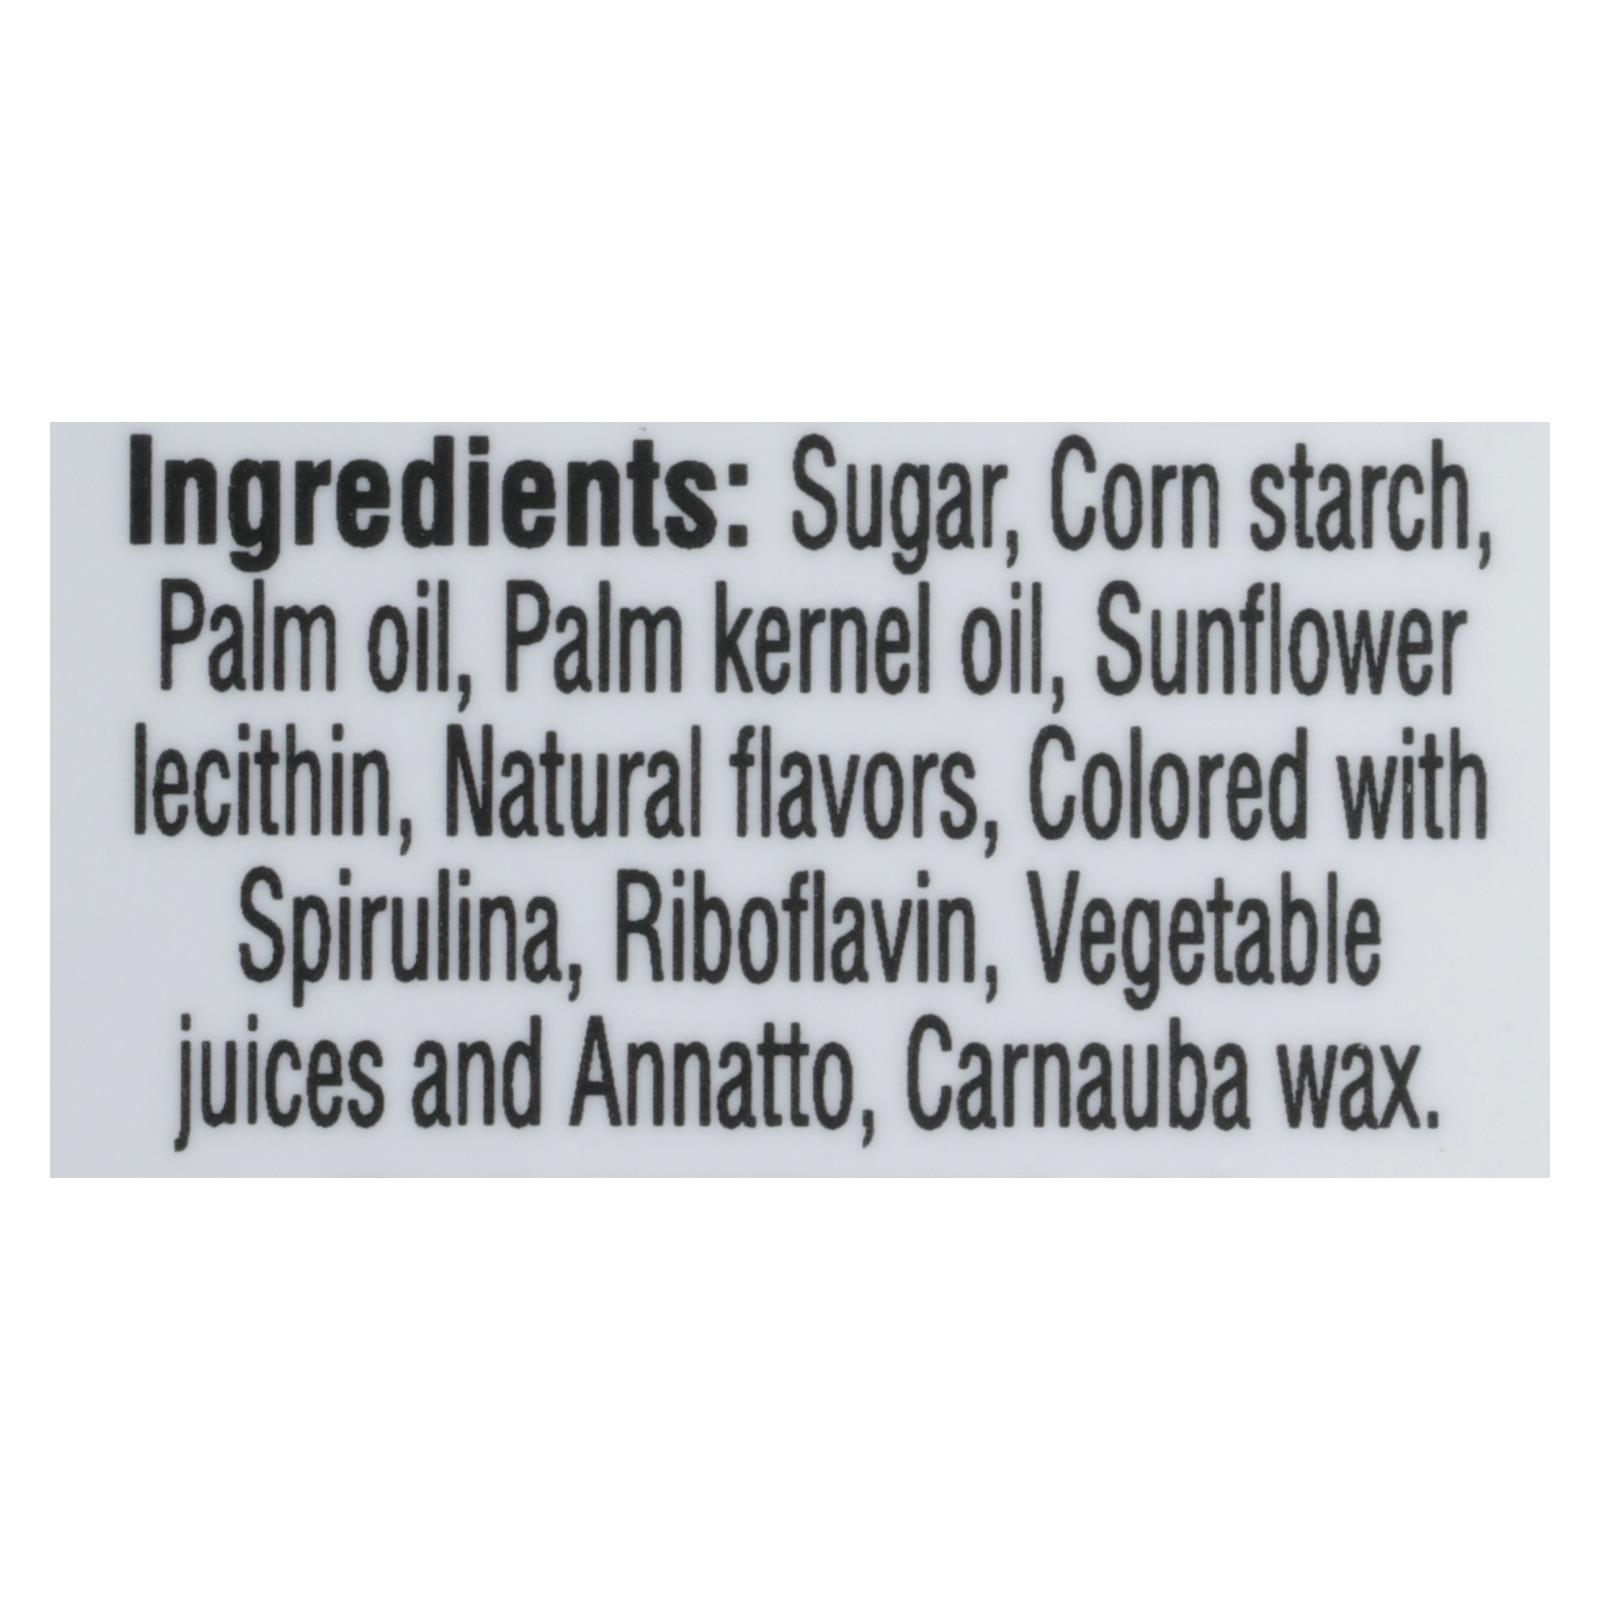 Ingredients: Sugar, Corn starch,
Palm oil, Palm kernel oil, Sunflower
lecithin, Natural flavors, Colored with
Spirulina, Riboflavin, Vegetable
juices and Annatto, Carnauba wax.